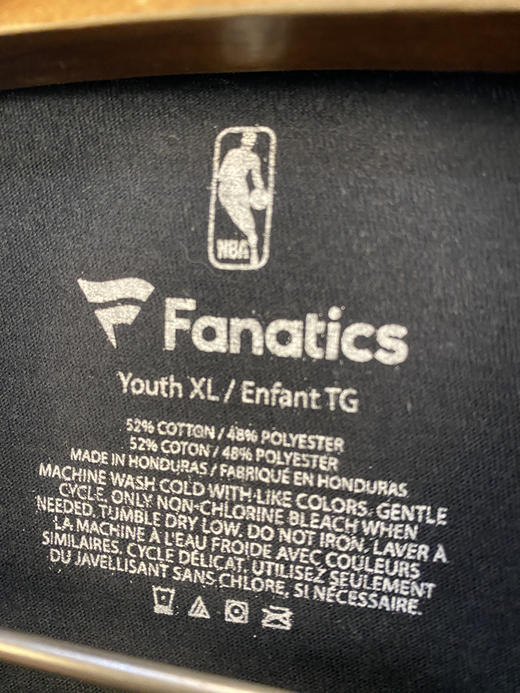 NBA
Fanatics
Youth XL / Enfant TG
52% COTTON / 48% POLYESTER
52% COTON / 48% POLYESTER
MADE IN HONDURAS / FABRIQUÉ EN HONDURAS
MACHINE WASH COLD WITH LIKE COLORS. GENTLE
CYCLE. ONLY NON-CHLORINE BLEACH WHEN
NEEDED. TUMBLE DRY LOW. DO NOT IRON. LAVER À
LA MACHINE À L'EAU FROIDE AVEC COULEURS
SIMILAIRES. CYCLE DÉLICAT. UTILISEZ SEULEMENT
DU JAVELLISANT SANS CHLORE, SI NÉCESSAIRE.